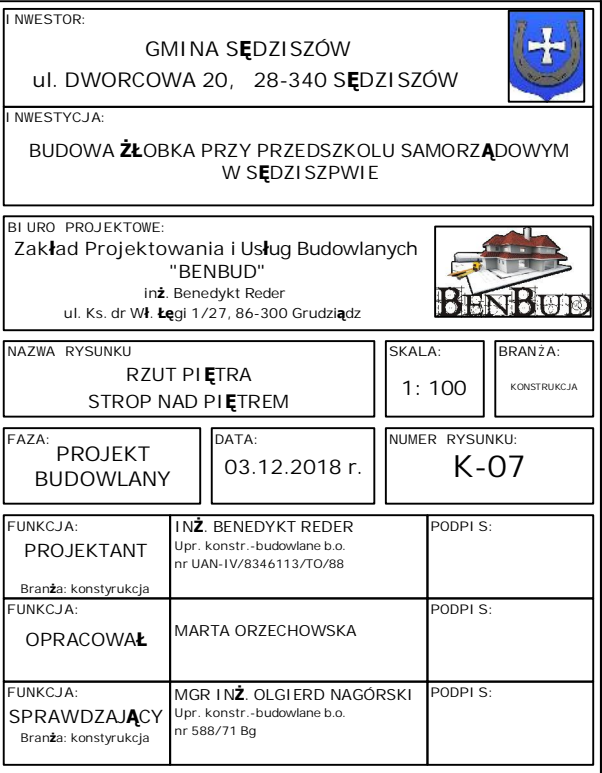 INWESTOR:
GMINA SĘDZISZÓW
ul. DWORCOWA 20, 28-340 SĘDZISZÓW
INWESTYCJA:
BUDOWA ŻŁOBKA PRZY PRZEDSZKOLU SAMORZĄDOWYM
W SĘDZISZPWIE
BIURO PROJEKTOWE:
Zakład Projektowania i Usług Budowlanych
"BENBUD"
inż. Benedykt Reder
ul. Ks. dr Wł. Łęgi 1/27, 86-300 Grudziądz
BENBUD
NAZWA RYSUNKU
RZUT PIĘTRA
STROP NAD PIĘTREM
SKALA:
1:100
BRANŻA:
KONSTRUKCJA
FAZA:
PROJEKT
BUDOWLANY
DATA:
03.12.2018 r.
NUMER RYSUNKU:
K-07
FUNKCJA:
PROJEKTANT
Branża: konstyrukcja
INŻ. BENEDYKT REDER
Upr. konstr.-budowlane b.o.
nr UAN-IV/8346113/TO/88
PODPIS:
FUNKCJA:
OPRACOWAŁ
MARTA ORZECHOWSKA
PODPIS:
FUNKCJA:
SPRAWDZAJĄCY
Branża: konstyrukcja
MGR INŻ. OLGIERD NAGÓRSKI
Upr. konstr.-budowlane b.o.
nr 588/71 Bg
PODPIS: